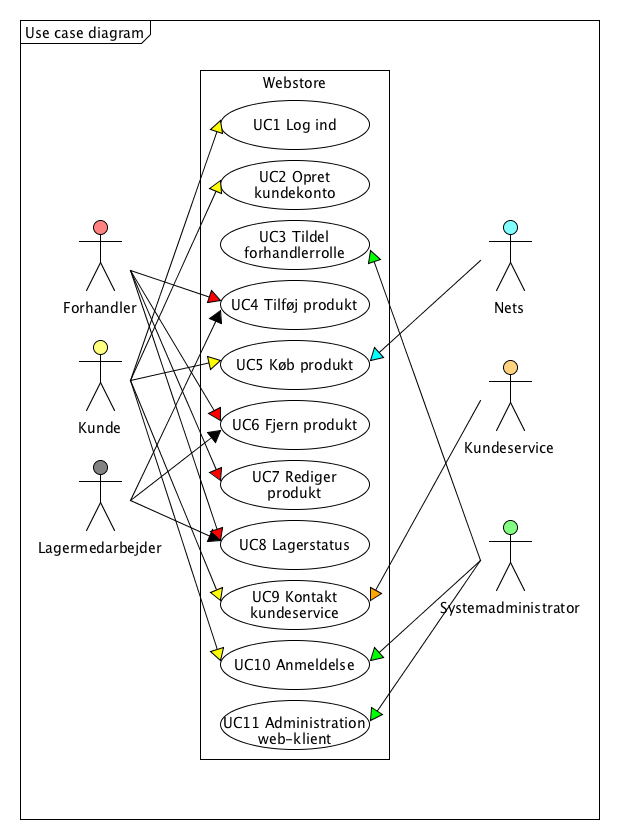 Use case diagram
Webstore
UC1 Log ind
UC2 Opret
kundekonto
UC3 Tildel
forhandlerrolle
UC4 Tilføj produkt
UC5 Køb produkt
UC6 Fjern produkt
UC7 Rediger
produkt
UC8 Lagerstatus
UC9 Kontakt
kundeservice
UC10 Anmeldelse
UC11 Administration
web-klient
Forhandler
Kunde
Lagermedarbejder
Nets
Kundeservice
Systemadministrator